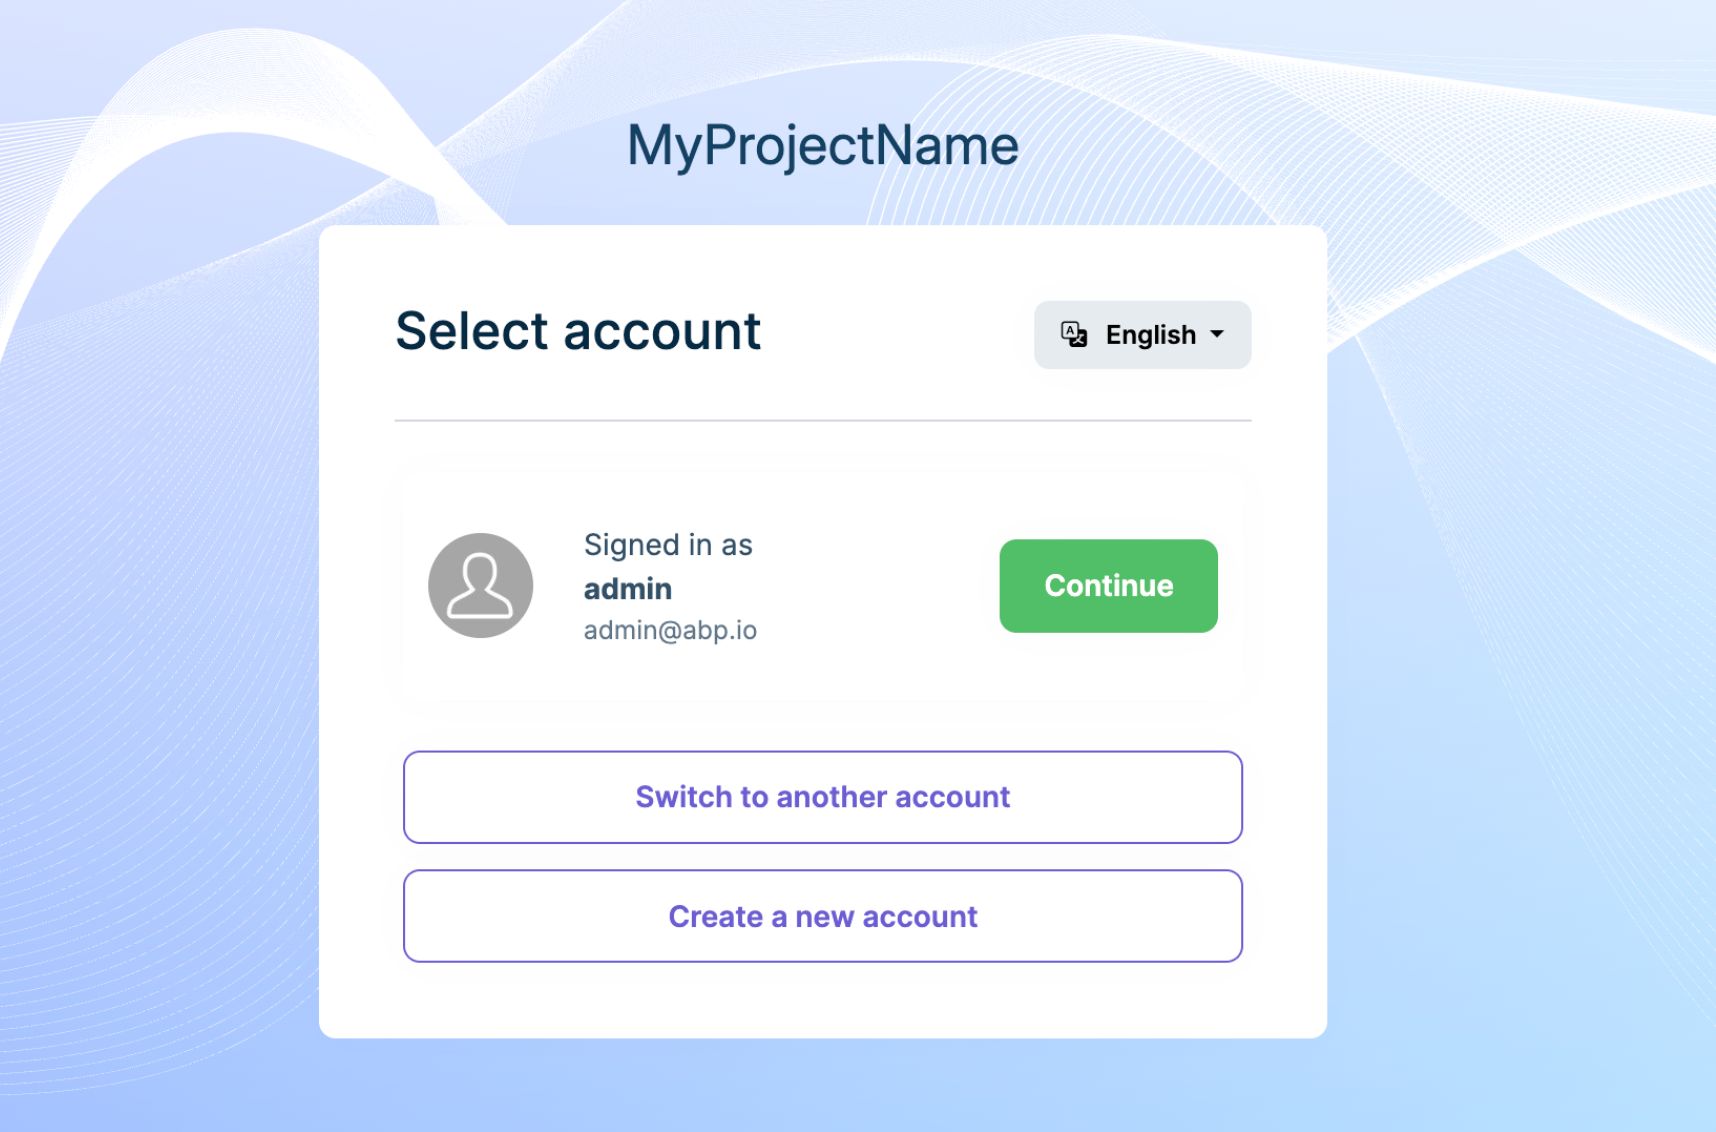 MyProjectName
Select account
English
Signed in as
admin
admin@abp.io
Continue
Switch to another account
Create a new account